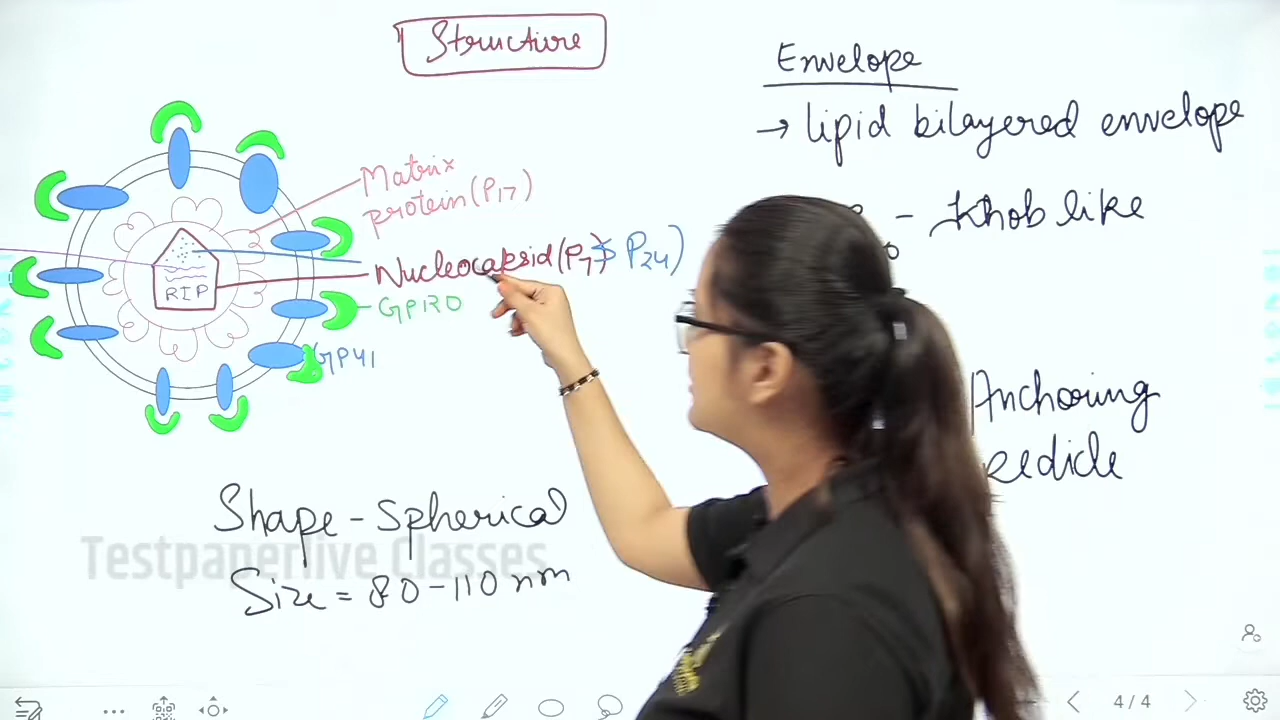 Structure
Matrix
protein (P17)
Nucleocapsid (P7) & P24)
RIP
GP120
GP41
Shape - Spherical
Testpaperlive Classes
Size = 80-110 nm
Envelope
→ lipid bilayered envelope
- Knob like
Anchoring
Pedicle
4 / 4